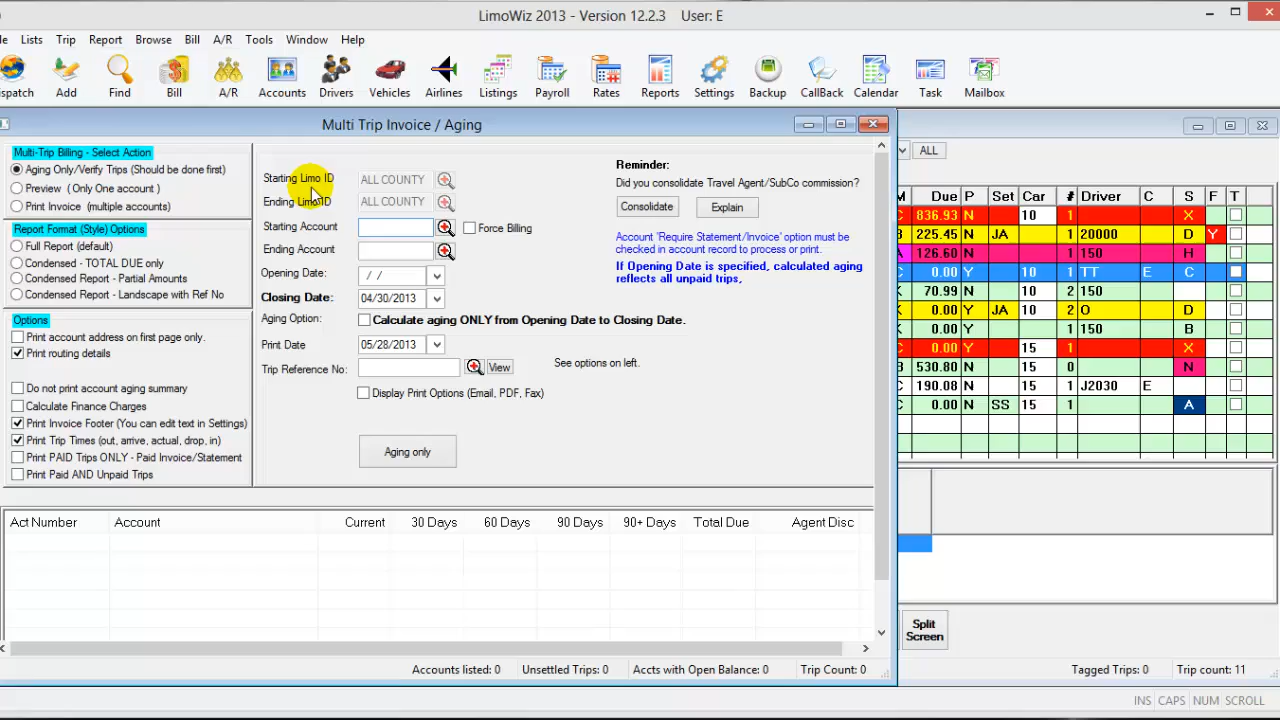 LimoWiz 2013 - Version 12.2.3 User: E
Lists Trip Report Browse Bill A/R Tools Window Help
Add Find Bill A/R Accounts Drivers Vehicles Airlines Listings Payroll Rates Reports Settings Backup CallBack Calendar Task Mailbox
Multi Trip Invoice / Aging
Multi-Trip Billing - Select Action
Aging Only/Verify Trips (Should be done first)
Preview (Only One account )
Print Invoice (multiple accounts)
Report Format (Style) Options
Full Report (default)
Condensed - TOTAL DUE only
Condensed Report - Partial Amounts
Condensed Report - Landscape with Ref No
Options
Print account address on first page only.
Print routing details
Do not print account aging summary
Calculate Finance Charges
Print Invoice Footer (You can edit text in Settings)
Print Trip Times (out, arrive, actual, drop, in)
Print PAID Trips ONLY - Paid Invoice/Statement
Print Paid AND Unpaid Trips
Starting Limo ID ALL COUNTY
Ending Limo ID ALL COUNTY
Starting Account Force Billing
Ending Account
Opening Date: / /
Closing Date: 04/30/2013
Aging Option: Calculate aging ONLY from Opening Date to Closing Date.
Print Date 05/28/2013
Trip Reference No: View See options on left.
Display Print Options (Email, PDF, Fax)
Aging only
Reminder:
Did you consolidate Travel Agent/SubCo commission?
Consolidate Explain
Account 'Require Statement/Invoice' option must be
checked in account record to process or print.
If Opening Date is specified, calculated aging
reflects all unpaid trips,
Act Number Account Current 30 Days 60 Days 90 Days 90+ Days Total Due Agent Disc
Accounts listed: 0 Unsettled Trips: 0 Accts with Open Balance: 0 Trip Count: 0
ALL
Due P Set Car # Driver C S F T
836.93 N 10 1 X
225.45 N JA 1 20000 D Y
126.60 N 1 150 H
0.00 Y 10 1 TT E C
70.99 N 10 2 150
0.00 Y JA 10 2 O D
0.00 Y 1 150 B
0.00 Y 15 1 X
530.80 N 15 0 N
190.08 N 15 1 J2030 E
0.00 N SS 15 1 A
Split
Screen
Tagged Trips: 0 Trip count: 11
INS CAPS NUM SCROLL